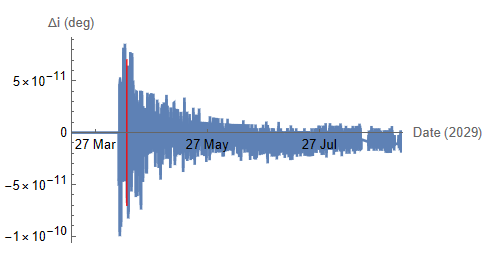 Δi (deg)
5×10⁻¹¹
0
Date (2029)
27 Mar
27 May
27 Jul
-5×10⁻¹¹
-1×10⁻¹⁰